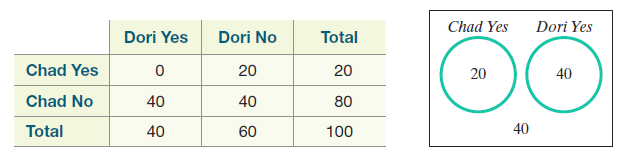 Dori Yes Dori No Total
Chad Yes 0 20 20
Chad No 40 40 80
Total 40 60 100
Chad Yes Dori Yes
20 40
40